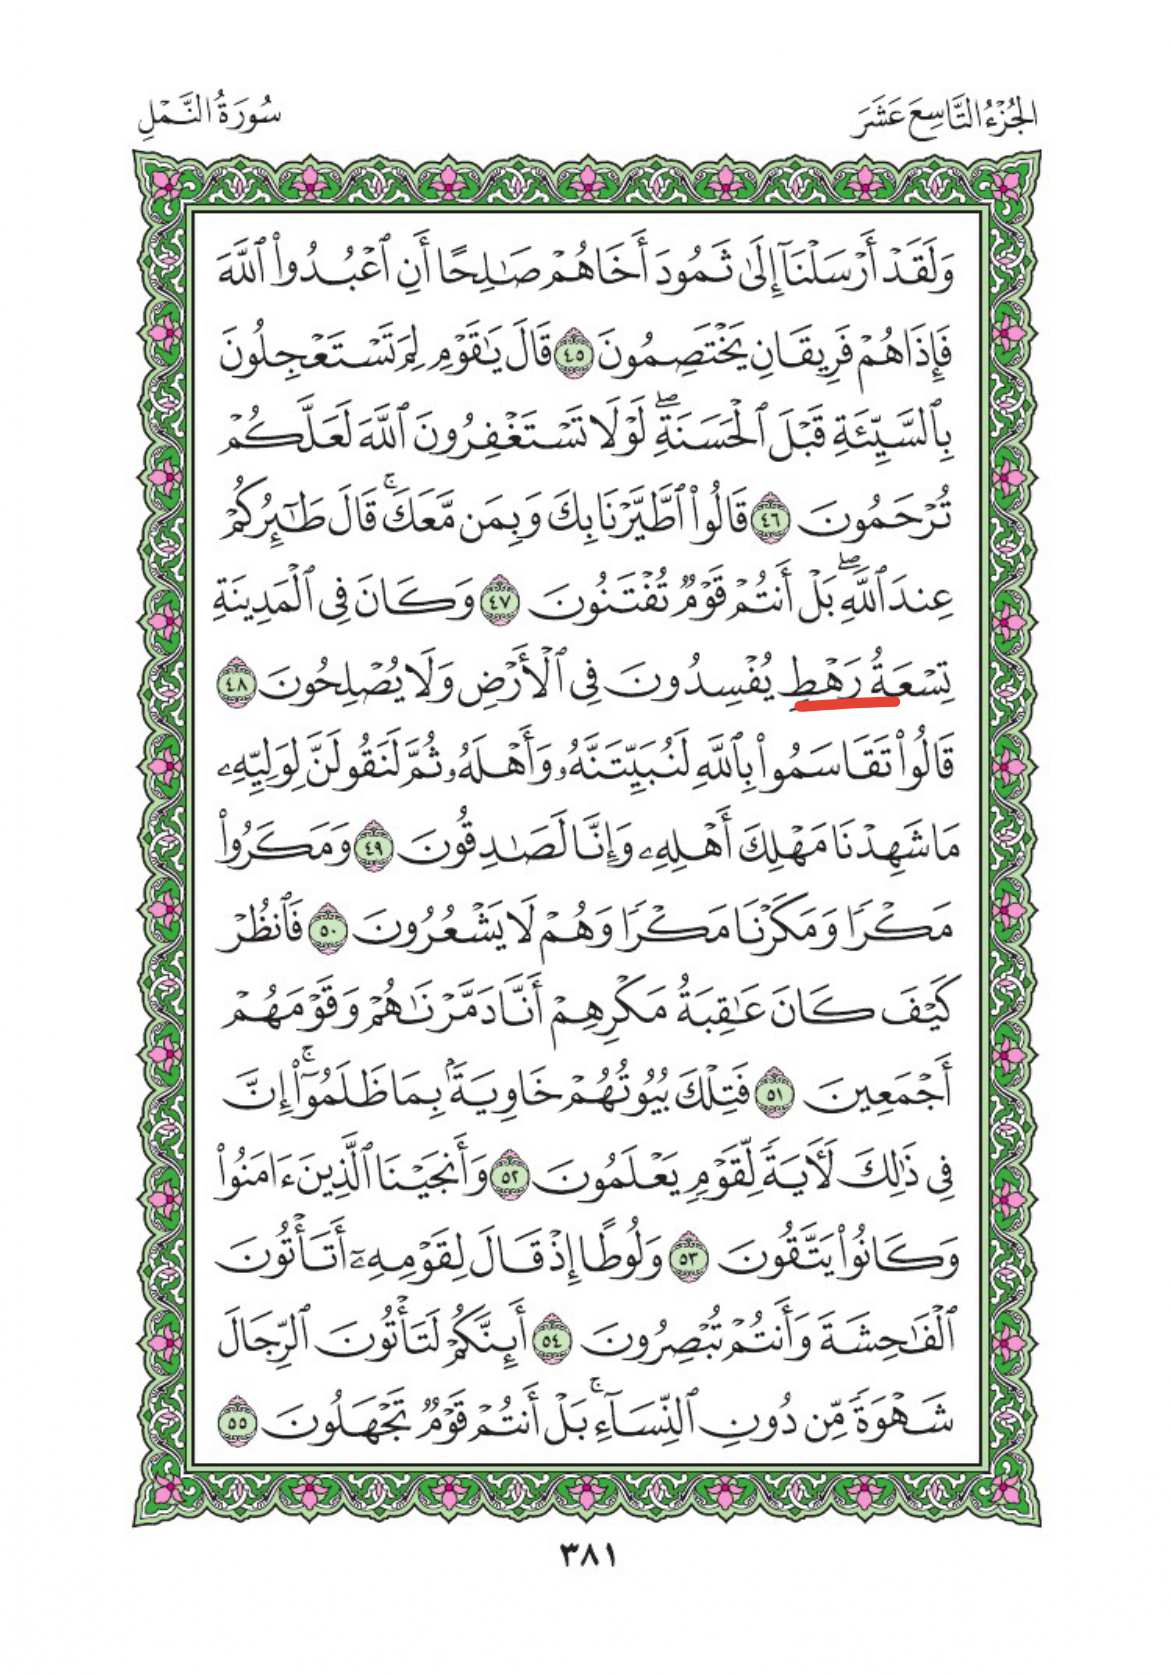 الجُزْءُ التَّاسِعَ عَشَرَ
سُورَةُ النَّمْلِ
وَلَقَدْ أَرْسَلْنَآ إِلَىٰ ثَمُودَ أَخَاهُمْ صَـٰلِحًا أَنِ ٱعْبُدُوا۟ ٱللَّهَ
فَإِذَا هُمْ فَرِيقَانِ يَخْتَصِمُونَ ٤٥ قَالَ يَـٰقَوْمِ لِمَ تَسْتَعْجِلُونَ
بِٱلسَّيِّئَةِ قَبْلَ ٱلْحَسَنَةِ ۖ لَوْلَا تَسْتَغْفِرُونَ ٱللَّهَ لَعَلَّكُمْ
تُرْحَمُونَ ٤٦ قَالُوا۟ ٱطَّيَّرْنَا بِكَ وَبِمَن مَّعَكَ ۚ قَالَ طَـٰٓئِرُكُمْ
عِندَ ٱللَّهِ ۖ بَلْ أَنتُمْ قَوْمٌ تُفْتَنُونَ ٤٧ وَكَانَ فِى ٱلْمَدِينَةِ
تِسْعَةُ رَهْطٍ يُفْسِدُونَ فِى ٱلْأَرْضِ وَلَا يُصْلِحُونَ ٤٨
قَالُوا۟ تَقَاسَمُوا۟ بِٱللَّهِ لَنُبَيِّتَنَّهُۥ وَأَهْلَهُۥ ثُمَّ لَنَقُولَنَّ لِوَلِيِّهِۦ
مَا شَهِدْنَا مَهْلِكَ أَهْلِهِۦ وَإِنَّا لَصَـٰدِقُونَ ٤٩ وَمَكَرُوا۟
مَكْرًا وَمَكَرْنَا مَكْرًا وَهُمْ لَا يَشْعُرُونَ ٥٠ فَٱنظُرْ
كَيْفَ كَانَ عَـٰقِبَةُ مَكْرِهِمْ أَنَّا دَمَّرْنَـٰهُمْ وَقَوْمَهُمْ
أَجْمَعِينَ ٥١ فَتِلْكَ بُيُوتُهُمْ خَاوِيَةًۢ بِمَا ظَلَمُوٓا۟ ۚ إِنَّ
فِى ذَٰلِكَ لَـَٔايَةً لِّقَوْمٍ يَعْلَمُونَ ٥٢ وَأَنجَيْنَا ٱلَّذِينَ ءَامَنُوا۟
وَكَانُوا۟ يَتَّقُونَ ٥٣ وَلُوطًا إِذْ قَالَ لِقَوْمِهِۦٓ أَتَأْتُونَ
ٱلْفَـٰحِشَةَ وَأَنتُمْ تُبْصِرُونَ ٥٤ أَئِنَّكُمْ لَتَأْتُونَ ٱلرِّجَالَ
شَهْوَةً مِّن دُونِ ٱلنِّسَآءِ ۚ بَلْ أَنتُمْ قَوْمٌ تَجْهَلُونَ ٥٥
٣٨١